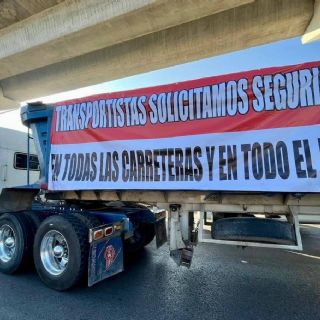 TRANSPORTISTAS SOLICITAMOS SEGURI
EN TODAS LAS CARRETERAS Y EN TODO EL